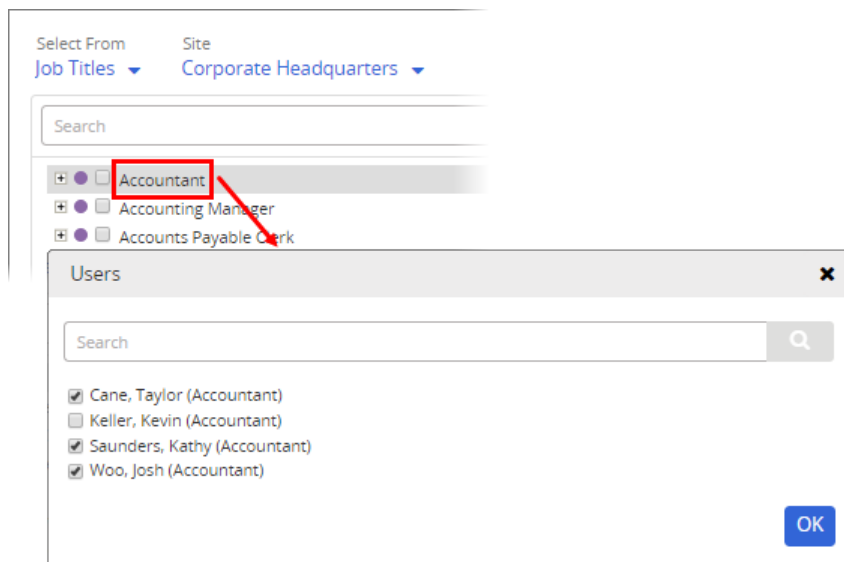 Select From Site
Job Titles Corporate Headquarters
Search
Accountant
Accounting Manager
Accounts Payable Clerk
Users
Search
Cane, Taylor (Accountant)
Keller, Kevin (Accountant)
Saunders, Kathy (Accountant)
Woo, Josh (Accountant)
OK